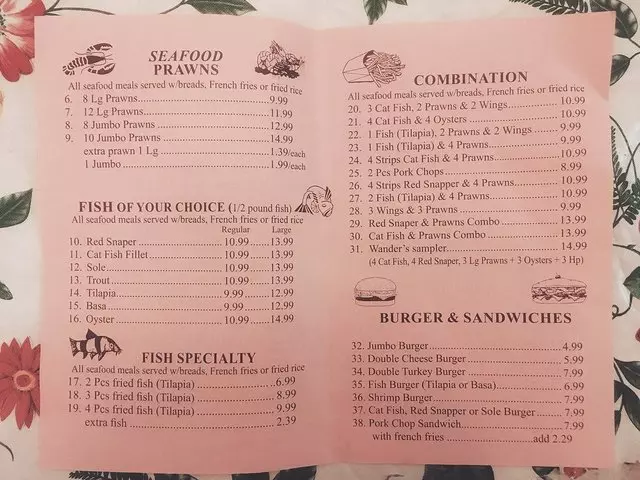 SEAFOOD
PRAWNS
All seafood meals served w/breads, French fries or fried rice
6. 8 Lg Prawns 9.99
7. 12 Lg Prawns 11.99
8. 8 Jumbo Prawns 12.99
9. 10 Jumbo Prawns 14.99
extra prawn 1 Lg 1.39/each
1 Jumbo 1.99/each
FISH OF YOUR CHOICE (1/2 pound fish)
All seafood meals served w/breads, French fries or fried rice
Regular Large
10. Red Snaper 10.99 13.99
11. Cat Fish Fillet 10.99 13.99
12. Sole 10.99 13.99
13. Trout 10.99 13.99
14. Tilapia 9.99 12.99
15. Basa 9.99 12.99
16. Oyster 10.99 14.99
FISH SPECIALTY
All seafood meals served w/breads, French fries or fried rice
17. 2 Pcs fried fish (Tilapia) 6.99
18. 3 Pcs fried fish (Tilapia) 8.99
19. 4 Pcs fried fish (Tilapia) 9.99
extra fish 2.39
COMBINATION
All seafood meals served w/breads, French fries or fried rice
20. 3 Cat Fish, 2 Prawns & 2 Wings 10.99
21. 4 Cat Fish & 4 Oysters 10.99
22. 1 Fish (Tilapia), 2 Prawns & 2 Wings 9.99
23. 1 Fish (Tilapia) & 4 Prawns 9.99
24. 4 Strips Cat Fish & 4 Prawns 10.99
25. 2 Pcs Pork Chops 8.99
26. 4 Strips Red Snapper & 4 Prawns 10.99
27. 2 Fish (Tilapia) & 4 Prawns 10.99
28. 3 Wings & 3 Prawns 9.99
29. Red Snaper & Prawns Combo 13.99
30. Cat Fish & Prawns Combo 13.99
31. Wander's sampler 14.99
(4 Cat Fish, 4 Red Snaper, 3 Lg Prawns + 3 Oysters + 3 Hp)
BURGER & SANDWICHES
32. Jumbo Burger 4.99
33. Double Cheese Burger 5.99
34. Double Turkey Burger 7.99
35. Fish Burger (Tilapia or Basa) 6.99
36. Shrimp Burger 7.99
37. Cat Fish, Red Snapper or Sole Burger 7.99
38. Pork Chop Sandwich 7.99
with french fries add 2.29